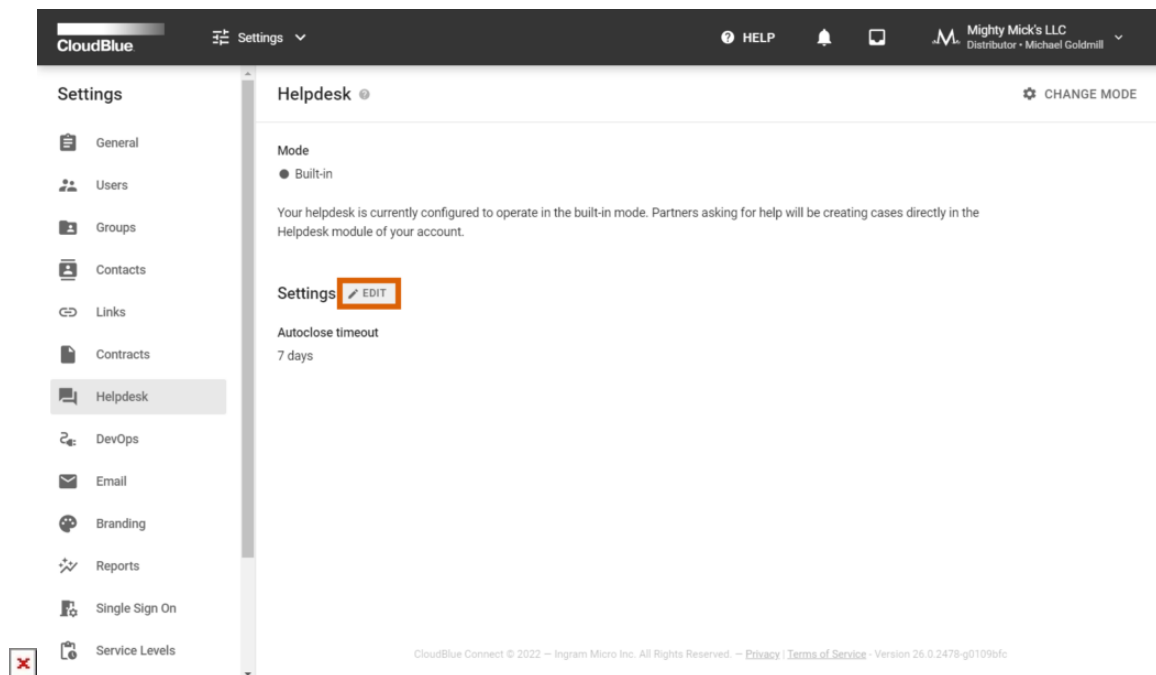 CloudBlue
Settings
HELP
Mighty Mick's LLC
Distributor • Michael Goldmill
Settings
General
Users
Groups
Contacts
Links
Contracts
Helpdesk
DevOps
Email
Branding
Reports
Single Sign On
Service Levels
Helpdesk
CHANGE MODE
Mode
Built-in
Your helpdesk is currently configured to operate in the built-in mode. Partners asking for help will be creating cases directly in the
Helpdesk module of your account.
Settings EDIT
Autoclose timeout
7 days
CloudBlue Connect © 2022 — Ingram Micro Inc. All Rights Reserved. — Privacy | Terms of Service - Version 26.0.2478-g0109bfc